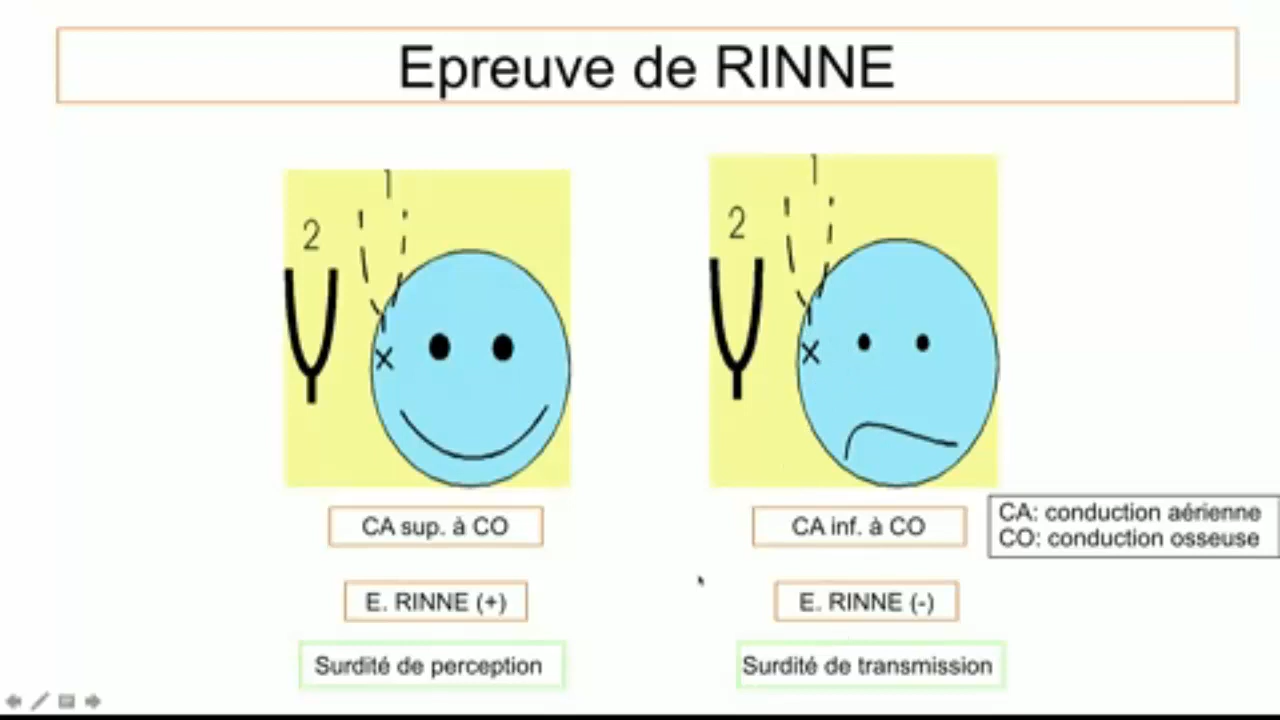 Epreuve de RINNE
1
2
1
2
CA sup. à CO
CA inf. à CO
CA: conduction aérienne
CO: conduction osseuse
E. RINNE (+)
E. RINNE (-)
Surdité de perception
Surdité de transmission